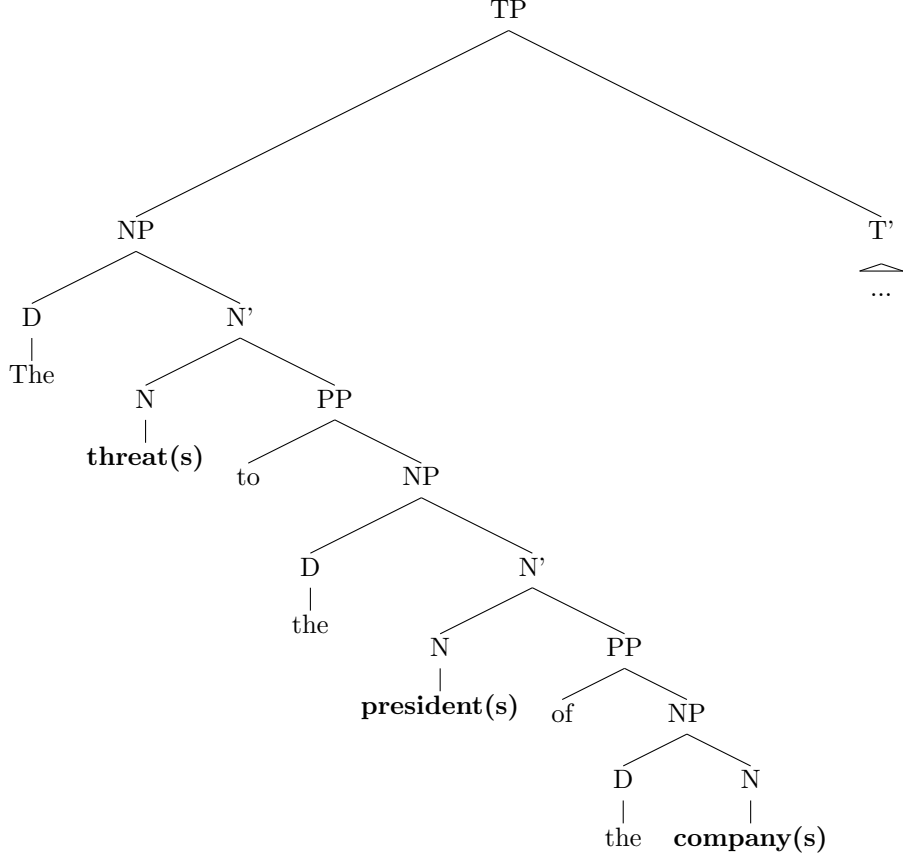 TP
NP T'
...
D N'
The
N PP
threat(s)
to NP
D N'
the
N PP
president(s)
of NP
D N
the company(s)